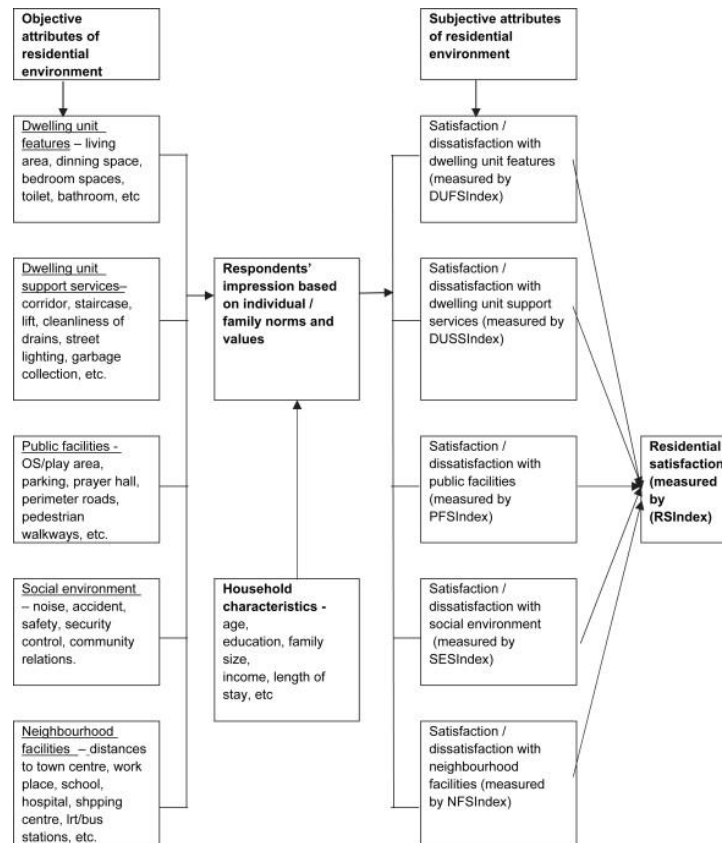 Objective
attributes of
residential
environment
Subjective attributes
of residential
environment
Dwelling unit
features – living
area, dinning space,
bedroom spaces,
toilet, bathroom, etc
Satisfaction /
dissatisfaction with
dwelling unit features
(measured by
DUFSIndex)
Dwelling unit
support services–
corridor, staircase,
lift, cleanliness of
drains, street
lighting, garbage
collection, etc.
Respondents'
impression based
on individual /
family norms and
values
Satisfaction /
dissatisfaction with
dwelling unit support
services (measured by
DUSSIndex)
Public facilities -
OS/play area,
parking, prayer hall,
perimeter roads,
pedestrian
walkways, etc.
Satisfaction /
dissatisfaction with
public facilities
(measured by
PFSIndex)
Residential
satisfaction
(measured
by
(RSIndex)
Social environment
– noise, accident,
safety, security
control, community
relations.
Household
characteristics -
age,
education, family
size,
income, length of
stay, etc
Satisfaction /
dissatisfaction with
social environment
(measured by
SESIndex)
Neighbourhood
facilities – distances
to town centre, work
place, school,
hospital, shpping
centre, lrt/bus
stations, etc.
Satisfaction /
dissatisfaction with
neighbourhood
facilities (measured
by NFSIndex)